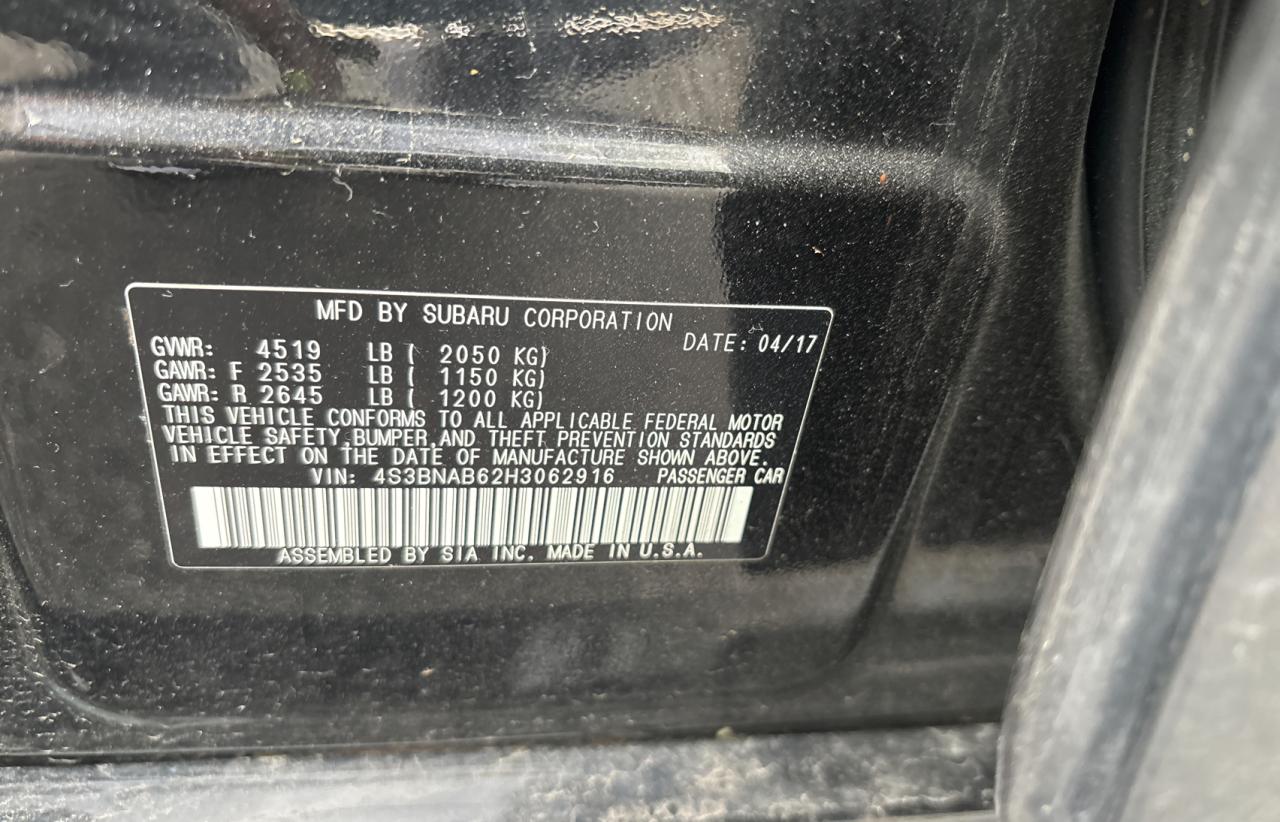 MFD BY SUBARU CORPORATION
DATE: 04/17
GVWR: 4519 LB ( 2050 KG)
GAWR: F 2535 LB ( 1150 KG)
GAWR: R 2645 LB ( 1200 KG)
THIS VEHICLE CONFORMS TO ALL APPLICABLE FEDERAL MOTOR
VEHICLE SAFETY,BUMPER,AND THEFT PREVENTION STANDARDS
IN EFFECT ON THE DATE OF MANUFACTURE SHOWN ABOVE.
VIN: 4S3BNAB62H3062916 PASSENGER CAR
ASSEMBLED BY SIA INC. MADE IN U.S.A.